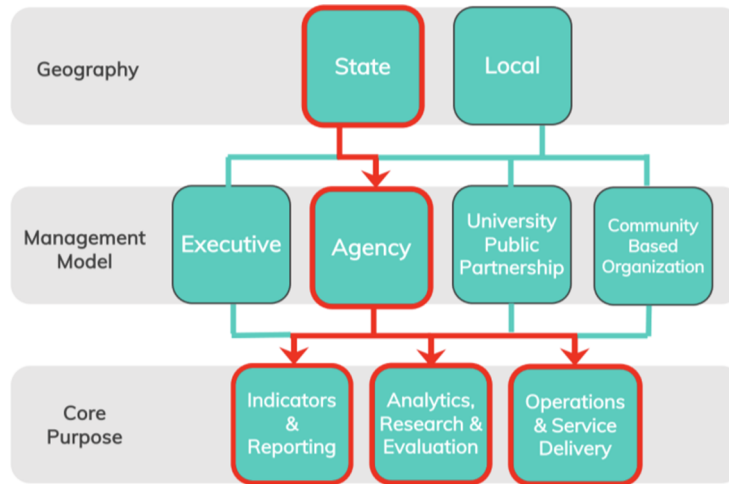 Geography
State
Local
Management
Model
Executive
Agency
University
Public
Partnership
Community
Based
Organization
Core
Purpose
Indicators
&
Reporting
Analytics,
Research &
Evaluation
Operations
& Service
Delivery